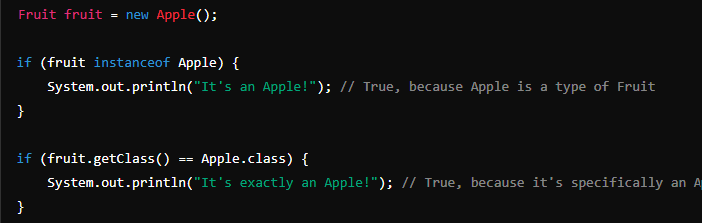 Fruit fruit = new Apple();
if (fruit instanceof Apple) {
System.out.println("It's an Apple!"); // True, because Apple is a type of Fruit
}
if (fruit.getClass() == Apple.class) {
System.out.println("It's exactly an Apple!"); // True, because it's specifically an
}